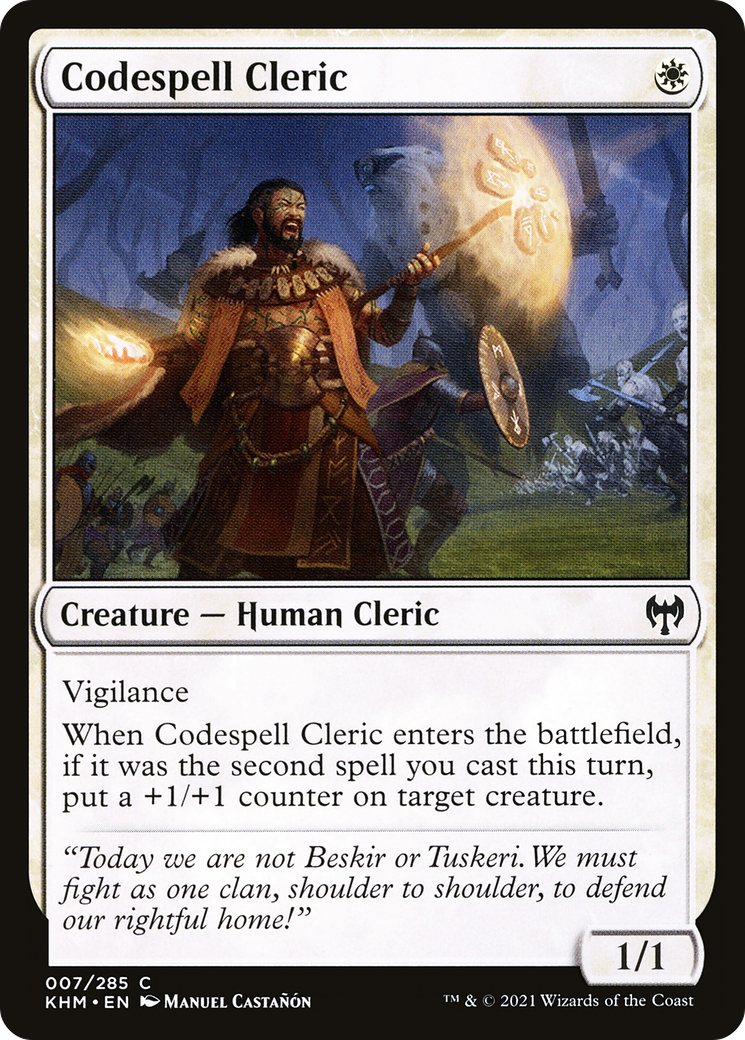 Codespell Cleric
Creature — Human Cleric
Vigilance
When Codespell Cleric enters the battlefield,
if it was the second spell you cast this turn,
put a +1/+1 counter on target creature.
“Today we are not Beskir or Tuskeri. We must
fight as one clan, shoulder to shoulder, to defend
our rightful home!”
1/1
007/285 C
KHM • EN Manuel Castañón
™ & © 2021 Wizards of the Coast